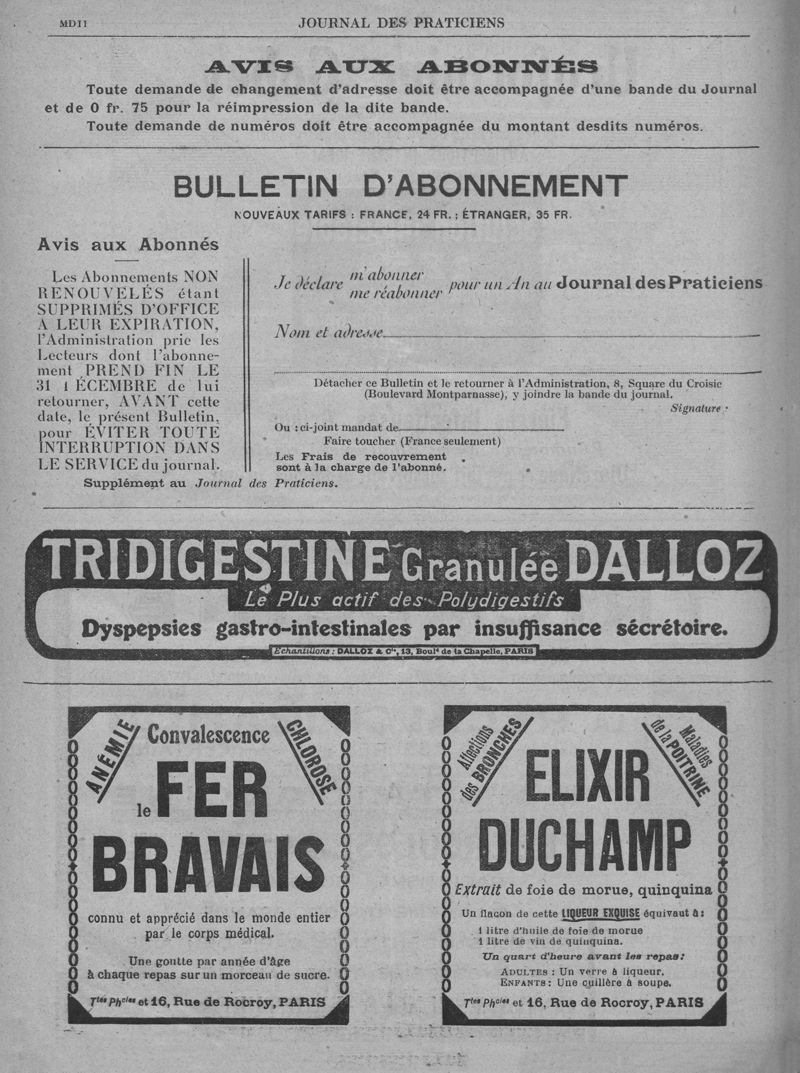 MDII
JOURNAL DES PRATICIENS
AVIS AUX ABONNÉS
Toute demande de changement d'adresse doit être accompagnée d'une bande du Journal
et de 0 fr. 75 pour la réimpression de la dite bande.
Toute demande de numéros doit être accompagnée du montant desdits numéros.
BULLETIN D'ABONNEMENT
NOUVEAUX TARIFS : FRANCE, 24 FR. ; ÉTRANGER, 35 FR.
Avis aux Abonnés
Les Abonnements NON
RENOUVELÉS étant
SUPPRIMÉS D'OFFICE
A LEUR EXPIRATION,
l'Administration prie les
Lecteurs dont l'abonne-
ment PREND FIN LE
31 1 ÉCEMBRE de lui
retourner, AVANT cette
date, le présent Bulletin,
pour ÉVITER TOUTE
INTERRUPTION DANS
LE SERVICE du journal.
Je déclare m'abonner
me réabonner pour un An au Journal des Praticiens
Nom et adresse
Détacher ce Bulletin et le retourner à l'Administration, 8, Square du Croisic
(Boulevard Montparnasse), y joindre la bande du journal.
Signature :
Ou : ci-joint mandat de
Faire toucher (France seulement)
Les Frais de recouvrement
sont à la charge de l'abonné.
Supplément au Journal des Praticiens.
TRIDIGESTINE Granulée DALLOZ
Le Plus actif des Polydigestifs
Dyspepsies gastro-intestinales par insuffisance sécrétoire.
Echantillons : DALLOZ & Cie, 13, Bould de la Chapelle, PARIS
ANÉMIE
Convalescence
CHLOROSE
le FER
BRAVAIS
connu et apprécié dans le monde entier
par le corps médical.
Une goutte par année d'âge
à chaque repas sur un morceau de sucre.
Ttes Phcies et 16, Rue de Rocroy, PARIS
Affections
des BRONCHES
Maladies
de la POITRINE
ELIXIR
DUCHAMP
Extrait de foie de morue, quinquina
Un flacon de cette LIQUEUR EXQUISE équivaut à :
1 litre d'huile de foie de morue
1 litre de vin de quinquina.
Un quart d'heure avant les repas :
ADULTES : Un verre à liqueur.
ENFANTS : Une cuillère à soupe.
Ttes Phcies et 16, Rue de Rocroy, PARIS